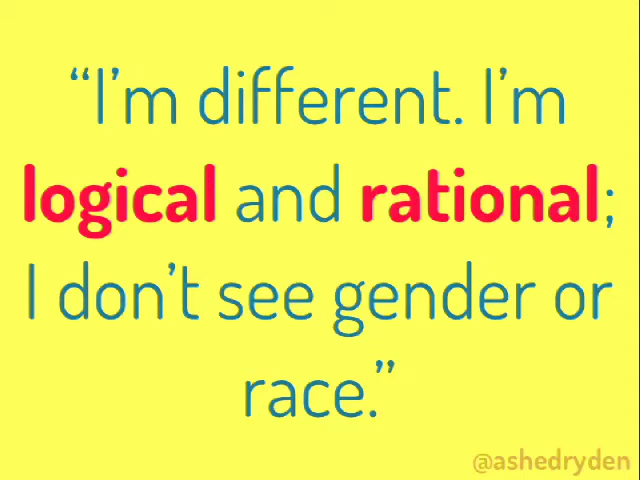 “I’m different. I’m
logical and rational;
I don’t see gender or
race.”
@ashedryden